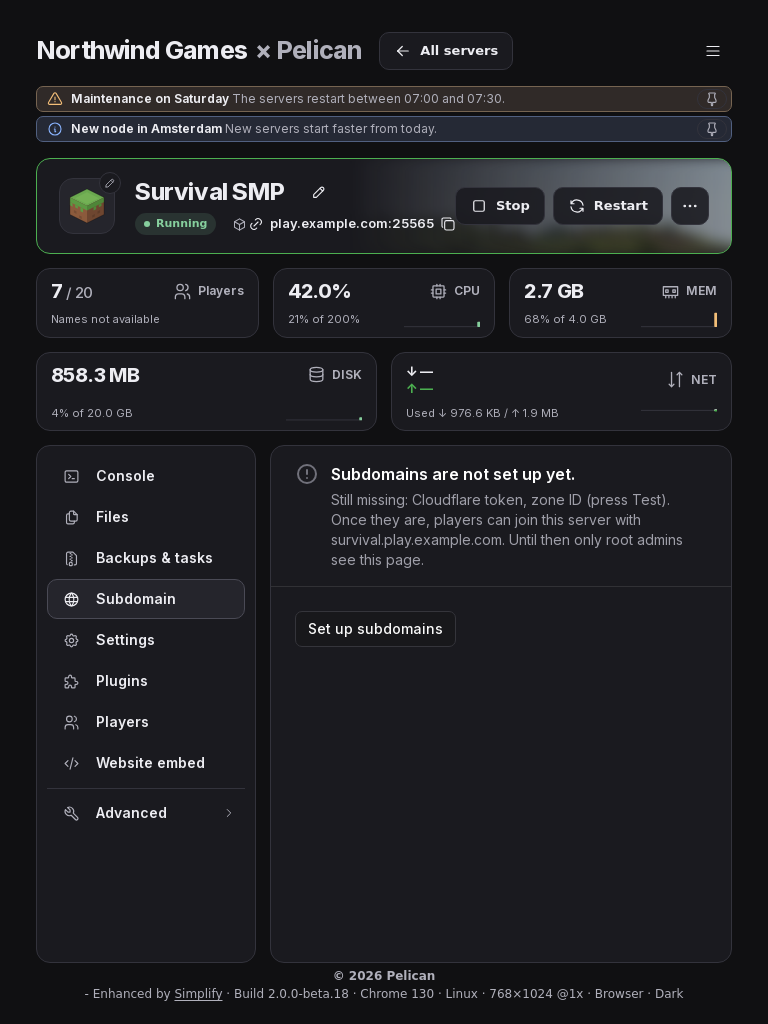 Northwind Games × Pelican
All servers
Maintenance on Saturday The servers restart between 07:00 and 07:30.
New node in Amsterdam New servers start faster from today.
Survival SMP
Running
play.example.com:25565
Stop
Restart
7 / 20
Players
Names not available
42.0%
CPU
21% of 200%
2.7 GB
MEM
68% of 4.0 GB
858.3 MB
DISK
4% of 20.0 GB
↓ —
↑ —
NET
Used ↓ 976.6 KB / ↑ 1.9 MB
Console
Files
Backups & tasks
Subdomain
Settings
Plugins
Players
Website embed
Advanced
Subdomains are not set up yet.
Still missing: Cloudflare token, zone ID (press Test).
Once they are, players can join this server with
survival.play.example.com. Until then only root admins
see this page.
Set up subdomains
© 2026 Pelican
- Enhanced by Simplify · Build 2.0.0-beta.18 · Chrome 130 · Linux · 768×1024 @1x · Browser · Dark